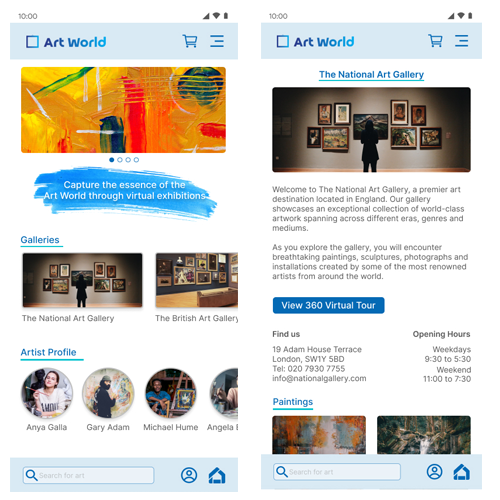 10:00
Art World
Capture the essence of the
Art World through virtual exhibitions
Galleries
The National Art Gallery
The British Art Gallery
Artist Profile
Anya Galla
Gary Adam
Michael Hume
Angela
Search for art
10:00
Art World
The National Art Gallery
Welcome to The National Art Gallery, a premier art
destination located in England. Our gallery
showcases an exceptional collection of world-class
artwork spanning across different eras, genres and
mediums.
As you explore the gallery, you will encounter
breathtaking paintings, sculptures, photographs and
installations created by some of the most renowned
artists from around the world.
View 360 Virtual Tour
Find us
19 Adam House Terrace
London, SW1Y 5BD
Tel: 020 7930 7755
info@nationalgallery.com
Opening Hours
Weekdays
9:30 to 5:30
Weekend
11:00 to 7:30
Paintings
Search for art